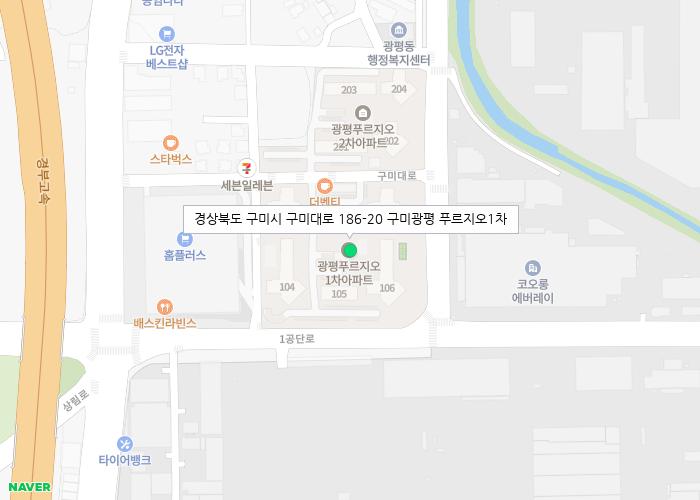 LG전자
베스트샵
광평동
행정복지센터
203
204
광평푸르지오
2차아파트
202
스타벅스
세븐일레븐
구미대로
더벤티
경부고속
경상북도 구미시 구미대로 186-20 구미광평 푸르지오1차
홈플러스
광평푸르지오
1차아파트
104
105
106
코오롱
에버레이
배스킨라빈스
1공단로
상림로
타이어뱅크
NAVER